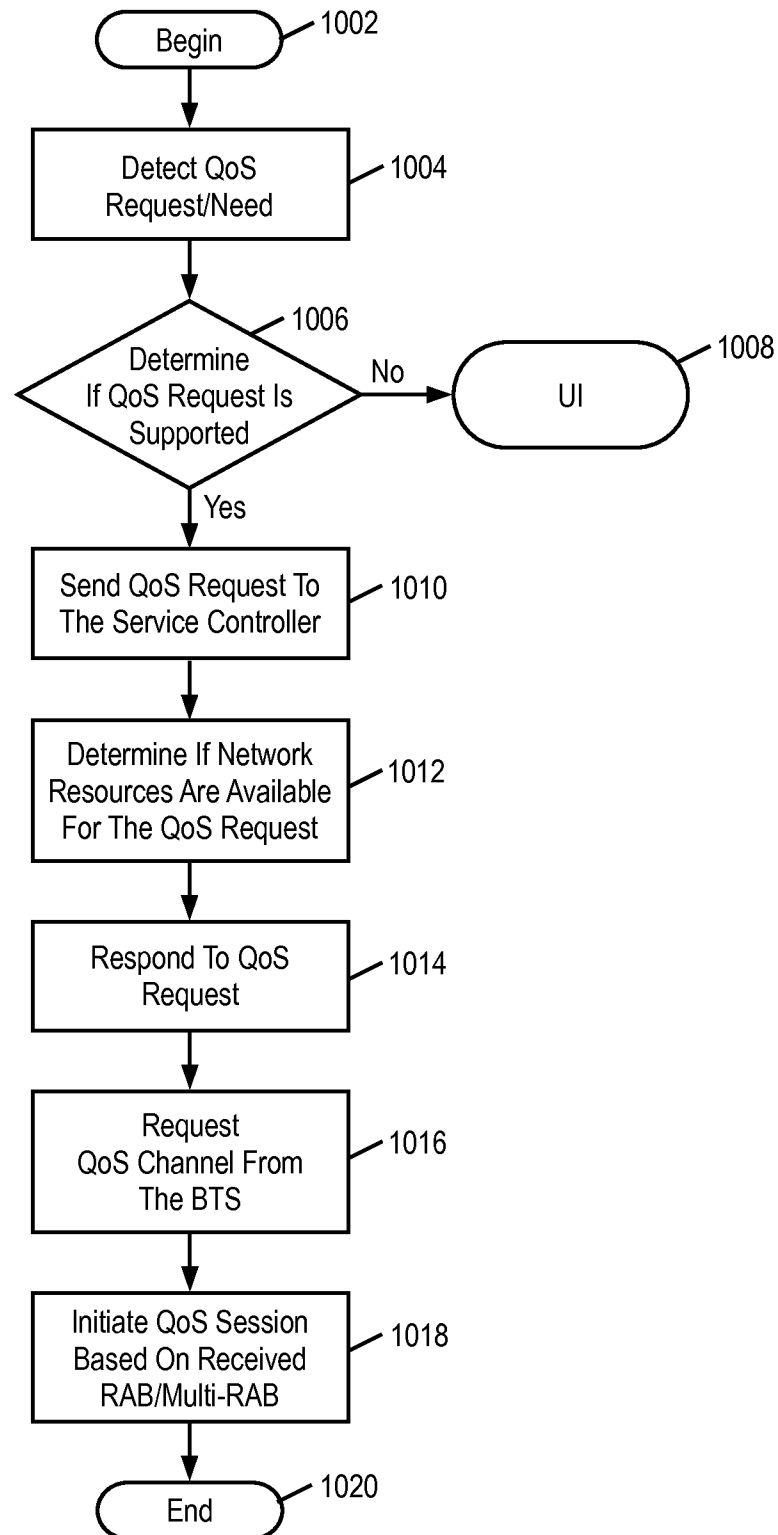 Begin
1002
Detect QoS
Request/Need
1004
1006
Determine
If QoS Request Is
Supported
No
UI
1008
Yes
Send QoS Request To
The Service Controller
1010
Determine If Network
Resources Are Available
For The QoS Request
1012
Respond To QoS
Request
1014
Request
QoS Channel From
The BTS
1016
Initiate QoS Session
Based On Received
RAB/Multi-RAB
1018
End
1020